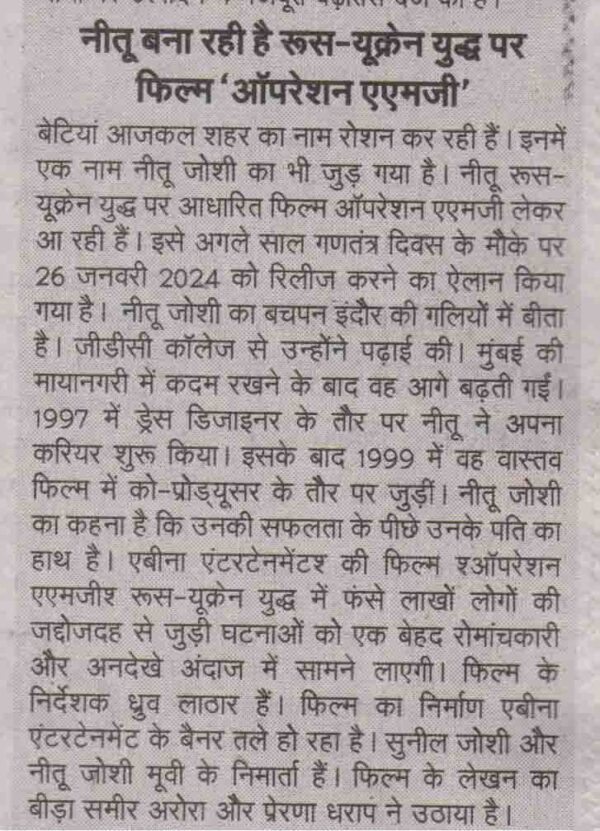 नीतू बना रही है रूस-यूक्रेन युद्ध पर
फिल्म ‘ऑपरेशन एएमजी’
बेटियां आजकल शहर का नाम रोशन कर रही हैं। इनमें
एक नाम नीतू जोशी का भी जुड़ गया है। नीतू रूस-
यूक्रेन युद्ध पर आधारित फिल्म ऑपरेशन एएमजी लेकर
आ रही हैं। इसे अगले साल गणतंत्र दिवस के मौके पर
26 जनवरी 2024 को रिलीज करने का ऐलान किया
गया है। नीतू जोशी का बचपन इंदौर की गलियों में बीता
है। जीडीसी कॉलेज से उन्होंने पढ़ाई की। मुंबई की
मायानगरी में कदम रखने के बाद वह आगे बढ़ती गईं।
1997 में ड्रेस डिजाइनर के तौर पर नीतू ने अपना
करियर शुरू किया। इसके बाद 1999 में वह वास्तव
फिल्म में को-प्रोड्यूसर के तौर पर जुड़ीं। नीतू जोशी
का कहना है कि उनकी सफलता के पीछे उनके पति का
हाथ है। एबीना एंटरटेनमेंटश की फिल्म श्ऑपरेशन
एएमजीश रूस-यूक्रेन युद्ध में फंसे लाखों लोगों की
जद्दोजदह से जुड़ी घटनाओं को एक बेहद रोमांचकारी
और अनदेखे अंदाज में सामने लाएगी। फिल्म के
निर्देशक ध्रुव लाठार हैं। फिल्म का निर्माण एबीना
एंटरटेनमेंट के बैनर तले हो रहा है। सुनील जोशी और
नीतू जोशी मूवी के निमार्ता हैं। फिल्म के लेखन का
बीड़ा समीर अरोरा और प्रेरणा धराप ने उठाया है।